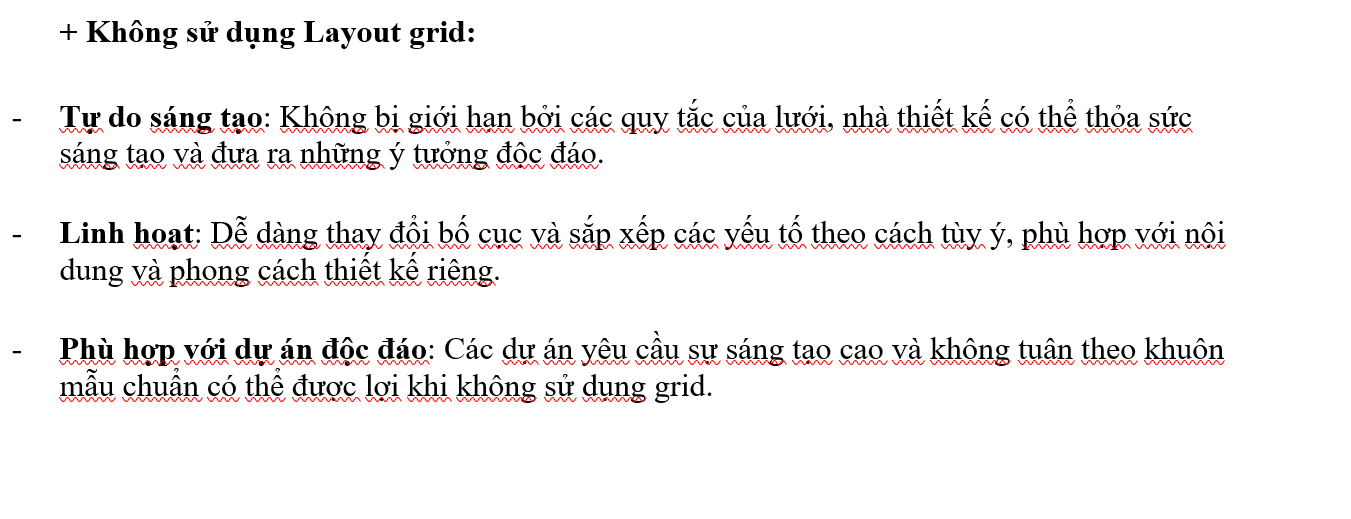 + Không sử dụng Layout grid:
- Tự do sáng tạo: Không bị giới hạn bởi các quy tắc của lưới, nhà thiết kế có thể thỏa sức
sáng tạo và đưa ra những ý tưởng độc đáo.
- Linh hoạt: Dễ dàng thay đổi bố cục và sắp xếp các yếu tố theo cách tùy ý, phù hợp với nội
dung và phong cách thiết kế riêng.
- Phù hợp với dự án độc đáo: Các dự án yêu cầu sự sáng tạo cao và không tuân theo khuôn
mẫu chuẩn có thể được lợi khi không sử dụng grid.